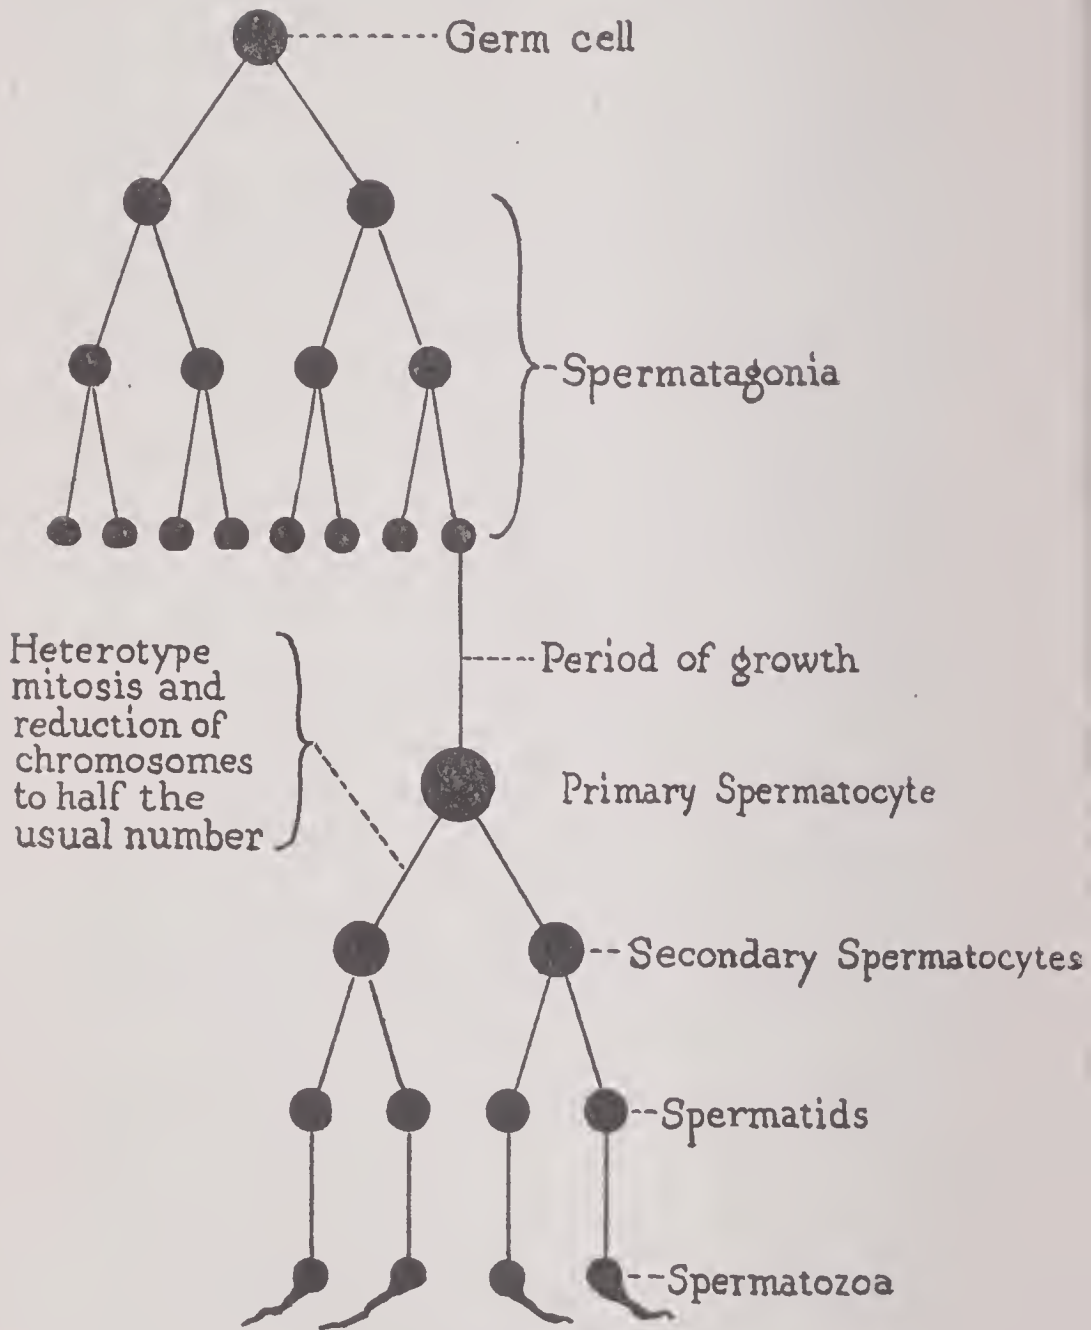 Germ cell
Spermatagonia
Heterotype
mitosis and
reduction of
chromosomes
to half the
usual number
Period of growth
Primary Spermatocyte
Secondary Spermatocytes
Spermatids
Spermatozoa